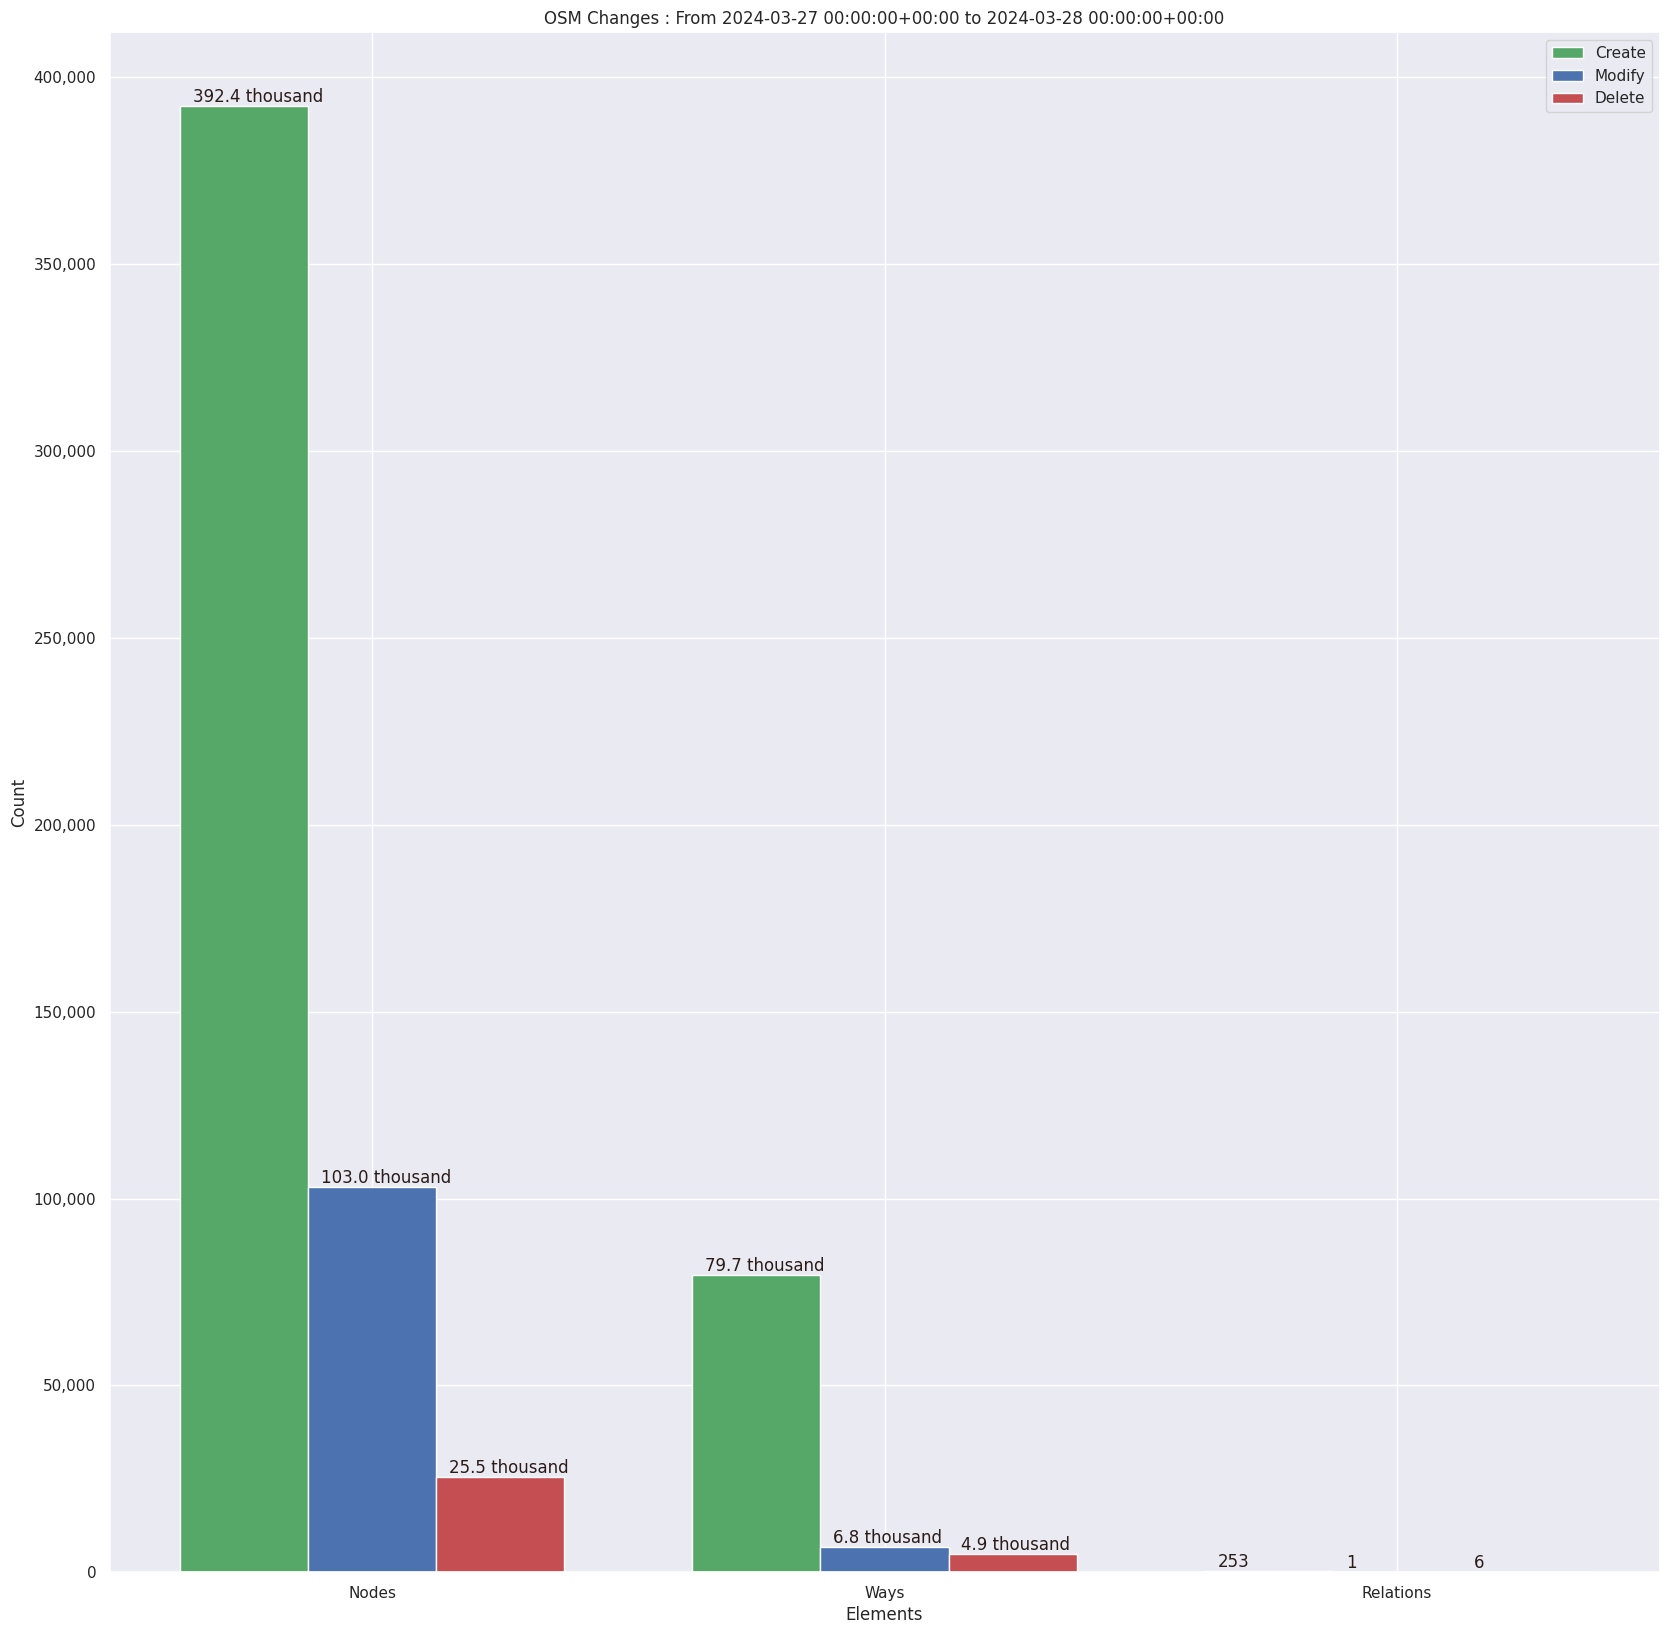 OSM Changes : From 2024-03-27 00:00:00+00:00 to 2024-03-28 00:00:00+00:00
Create
Modify
Delete
400,000
350,000
300,000
250,000
200,000
150,000
100,000
50,000
0
Count
392.4 thousand
103.0 thousand
25.5 thousand
79.7 thousand
6.8 thousand
4.9 thousand
253
1
6
Nodes
Ways
Relations
Elements